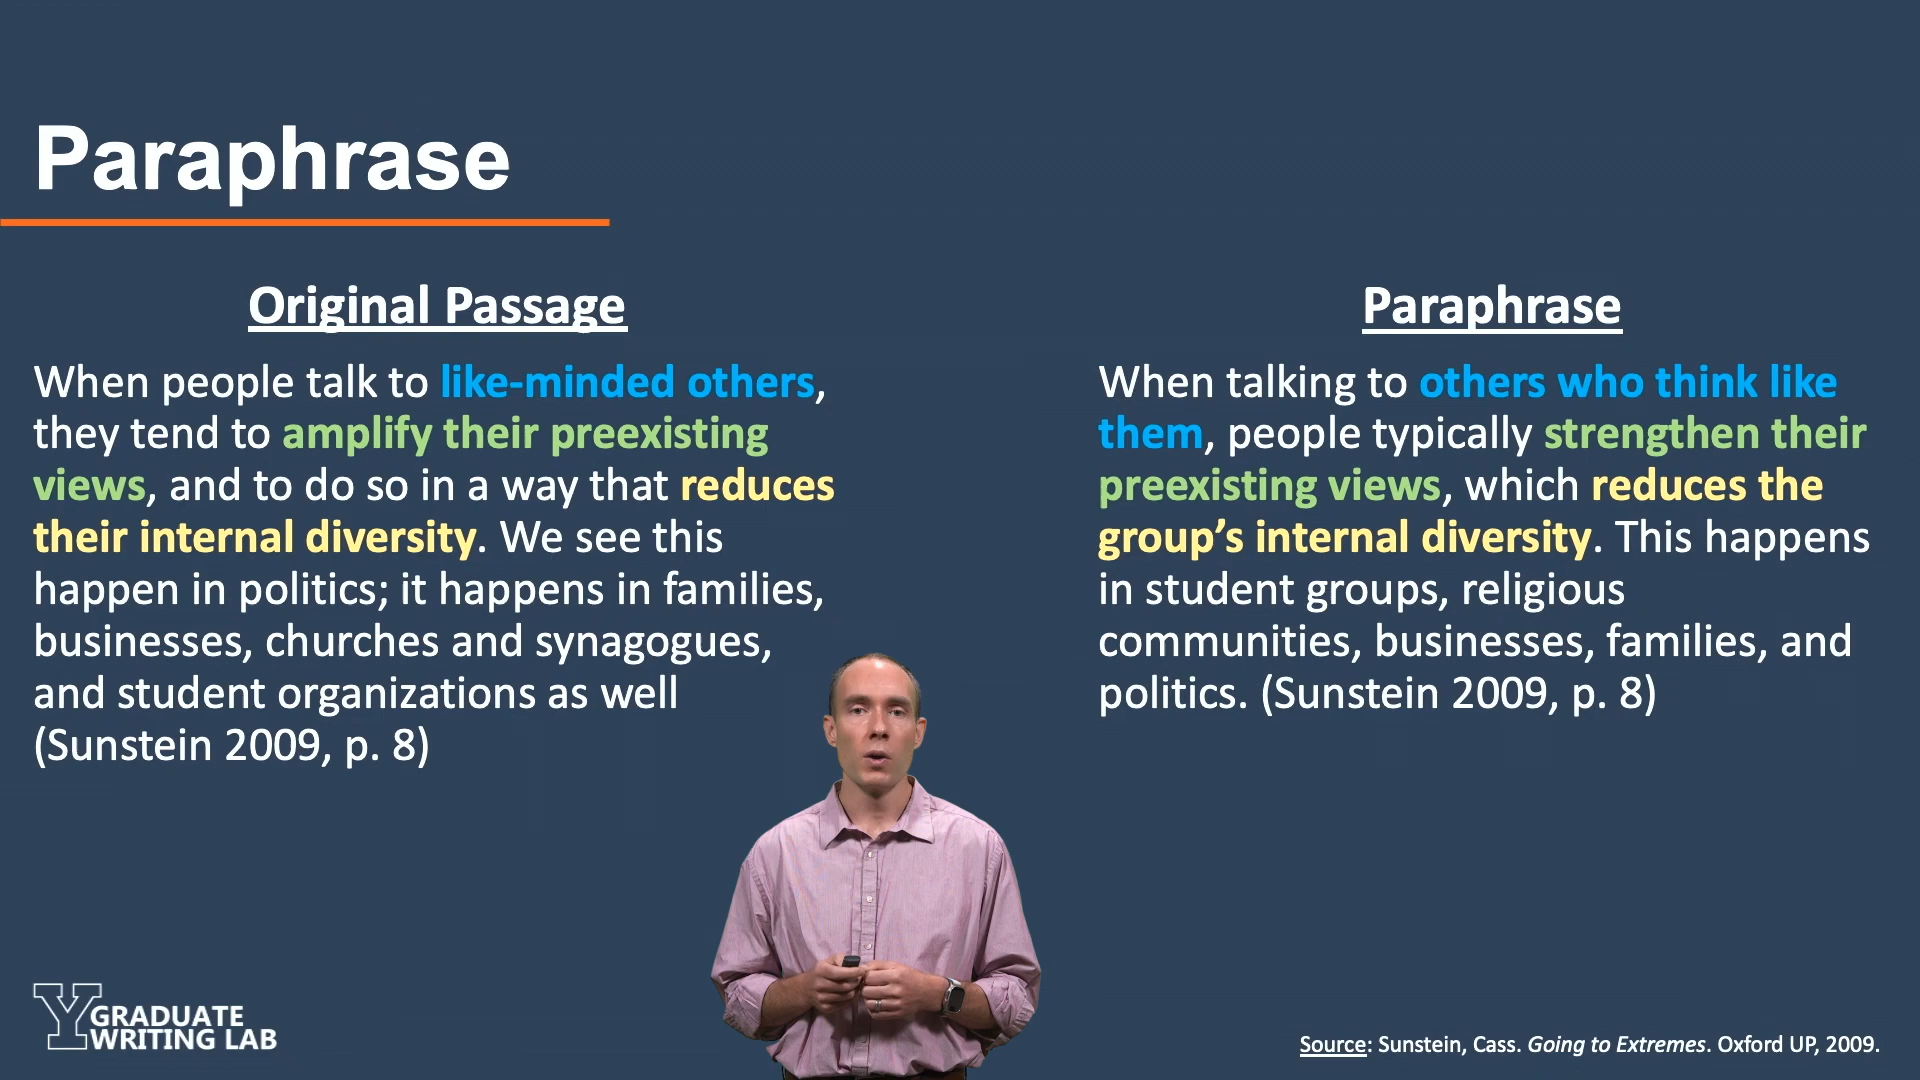 Paraphrase
Original Passage
When people talk to like-minded others,
they tend to amplify their preexisting
views, and to do so in a way that reduces
their internal diversity. We see this
happen in politics; it happens in families,
businesses, churches and synagogues,
and student organizations as well
(Sunstein 2009, p. 8)
Paraphrase
When talking to others who think like
them, people typically strengthen their
preexisting views, which reduces the
group’s internal diversity. This happens
in student groups, religious
communities, businesses, families, and
politics. (Sunstein 2009, p. 8)
Y GRADUATE
WRITING LAB
Source: Sunstein, Cass. Going to Extremes. Oxford UP, 2009.